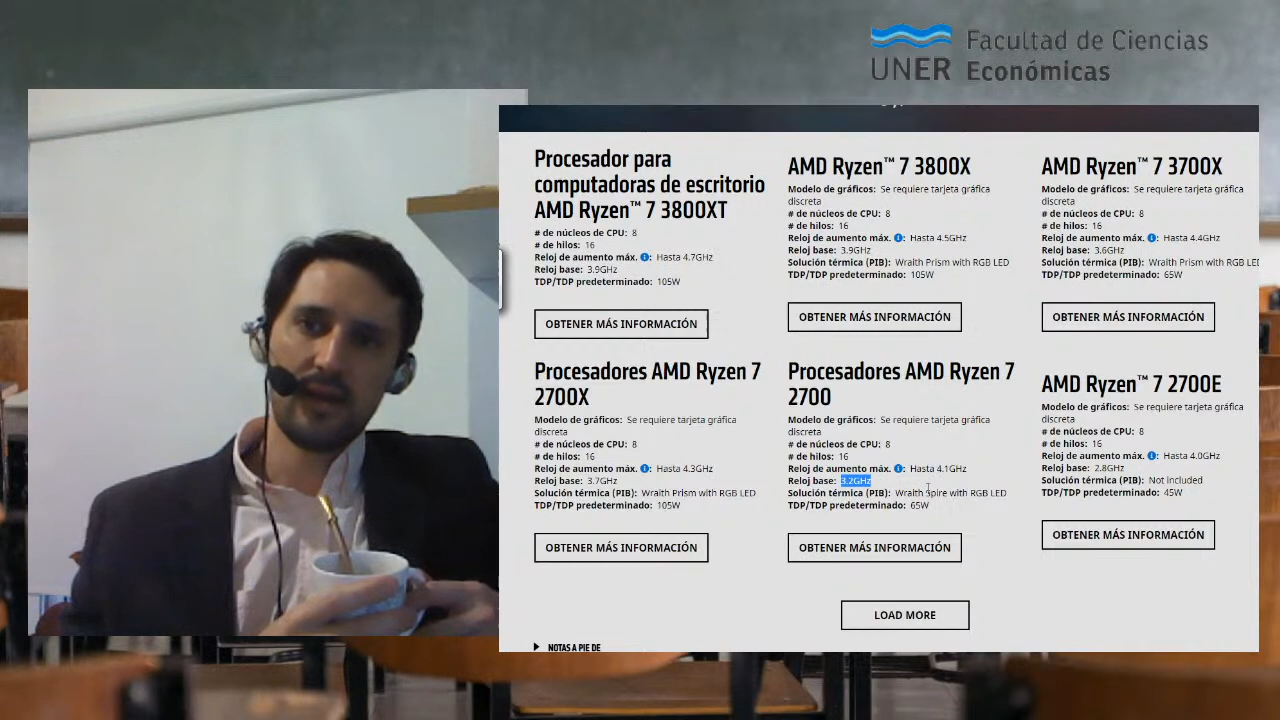 UNER
Facultad de Ciencias
Económicas
Procesador para
computadoras de escritorio
AMD Ryzen™ 7 3800XT
# de núcleos de CPU: 8
# de hilos: 16
Reloj de aumento máx. : Hasta 4.7GHz
Reloj base: 3.9GHz
TDP/TDP predeterminado: 105W
OBTENER MÁS INFORMACIÓN
AMD Ryzen™ 7 3800X
Modelo de gráficos: Se requiere tarjeta gráfica
discreta
# de núcleos de CPU: 8
# de hilos: 16
Reloj de aumento máx. : Hasta 4.5GHz
Reloj base: 3.9GHz
Solución térmica (PIB): Wraith Prism with RGB LED
TDP/TDP predeterminado: 105W
OBTENER MÁS INFORMACIÓN
AMD Ryzen™ 7 3700X
Modelo de gráficos: Se requiere tarjeta gráfica
discreta
# de núcleos de CPU: 8
# de hilos: 16
Reloj de aumento máx. : Hasta 4.4GHz
Reloj base: 3.6GHz
Solución térmica (PIB): Wraith Prism with RGB LED
TDP/TDP predeterminado: 65W
OBTENER MÁS INFORMACIÓN
Procesadores AMD Ryzen 7
2700X
Modelo de gráficos: Se requiere tarjeta gráfica
discreta
# de núcleos de CPU: 8
# de hilos: 16
Reloj de aumento máx. : Hasta 4.3GHz
Reloj base: 3.7GHz
Solución térmica (PIB): Wraith Prism with RGB LED
TDP/TDP predeterminado: 105W
OBTENER MÁS INFORMACIÓN
Procesadores AMD Ryzen 7
2700
Modelo de gráficos: Se requiere tarjeta gráfica
discreta
# de núcleos de CPU: 8
# de hilos: 16
Reloj de aumento máx. : Hasta 4.1GHz
Reloj base: 3.2GHz
Solución térmica (PIB): Wraith Spire with RGB LED
TDP/TDP predeterminado: 65W
OBTENER MÁS INFORMACIÓN
AMD Ryzen™ 7 2700E
Modelo de gráficos: Se requiere tarjeta gráfica
discreta
# de núcleos de CPU: 8
# de hilos: 16
Reloj de aumento máx. : Hasta 4.0GHz
Reloj base: 2.8GHz
Solución térmica (PIB): Not included
TDP/TDP predeterminado: 45W
OBTENER MÁS INFORMACIÓN
LOAD MORE
NOTAS A PIE DE